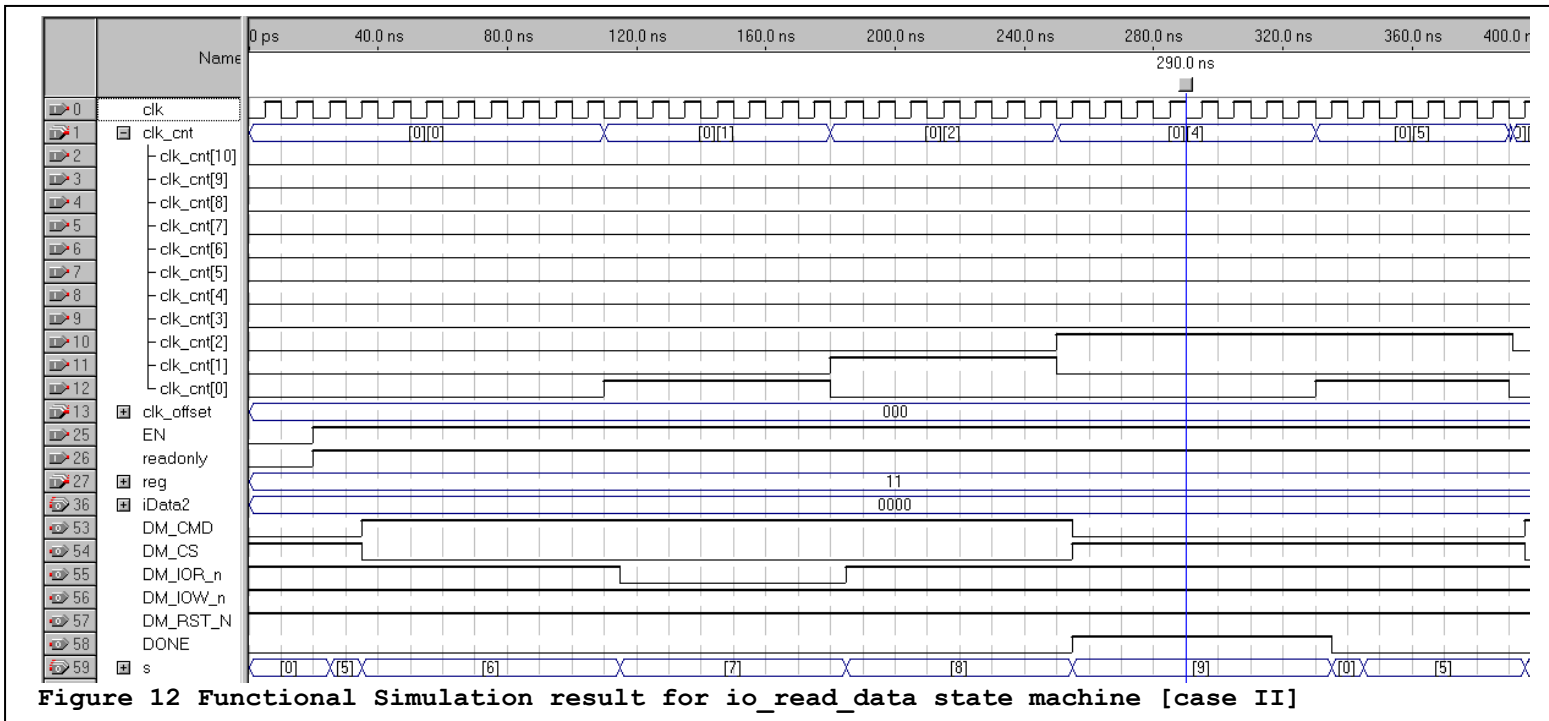 0 ps 40.0 ns 80.0 ns 120.0 ns 160.0 ns 200.0 ns 240.0 ns 280.0 ns 320.0 ns 360.0 ns 400.0 n
Name
290.0 ns
0 clk
1 clk_cnt [0][0] [0][1] [0][2] [0][4] [0][5]
2 clk_cnt[10]
3 clk_cnt[9]
4 clk_cnt[8]
5 clk_cnt[7]
6 clk_cnt[6]
7 clk_cnt[5]
8 clk_cnt[4]
9 clk_cnt[3]
10 clk_cnt[2]
11 clk_cnt[1]
12 clk_cnt[0]
13 clk_offset 000
25 EN
26 readonly
27 reg 11
36 iData2 0000
53 DM_CMD
54 DM_CS
55 DM_IOR_n
56 DM_IOW_n
57 DM_RST_N
58 DONE
59 s [0] [5] [6] [7] [8] [9] [0] [5]
Figure 12 Functional Simulation result for io_read_data state machine [case II]